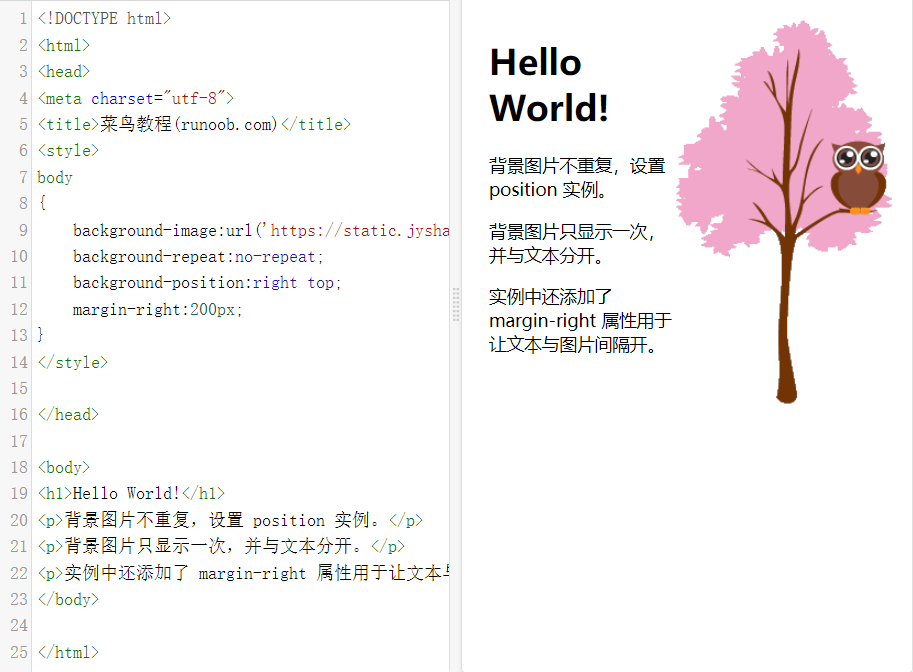 1 <!DOCTYPE html>
2 <html>
3 <head>
4 <meta charset="utf-8">
5 <title>菜鸟教程(runoob.com)</title>
6 <style>
7 body
8 {
9     background-image:url('https://static.jysha
10     background-repeat:no-repeat;
11     background-position:right top;
12     margin-right:200px;
13 }
14 </style>
15
16 </head>
17
18 <body>
19 <h1>Hello World!</h1>
20 <p>背景图片不重复，设置 position 实例。</p>
21 <p>背景图片只显示一次，并与文本分开。</p>
22 <p>实例中还添加了 margin-right 属性用于让文本与
23 </body>
24
25 </html>
Hello
World!
背景图片不重复，设置
position 实例。
背景图片只显示一次，
并与文本分开。
实例中还添加了
margin-right 属性用于
让文本与图片间隔开。